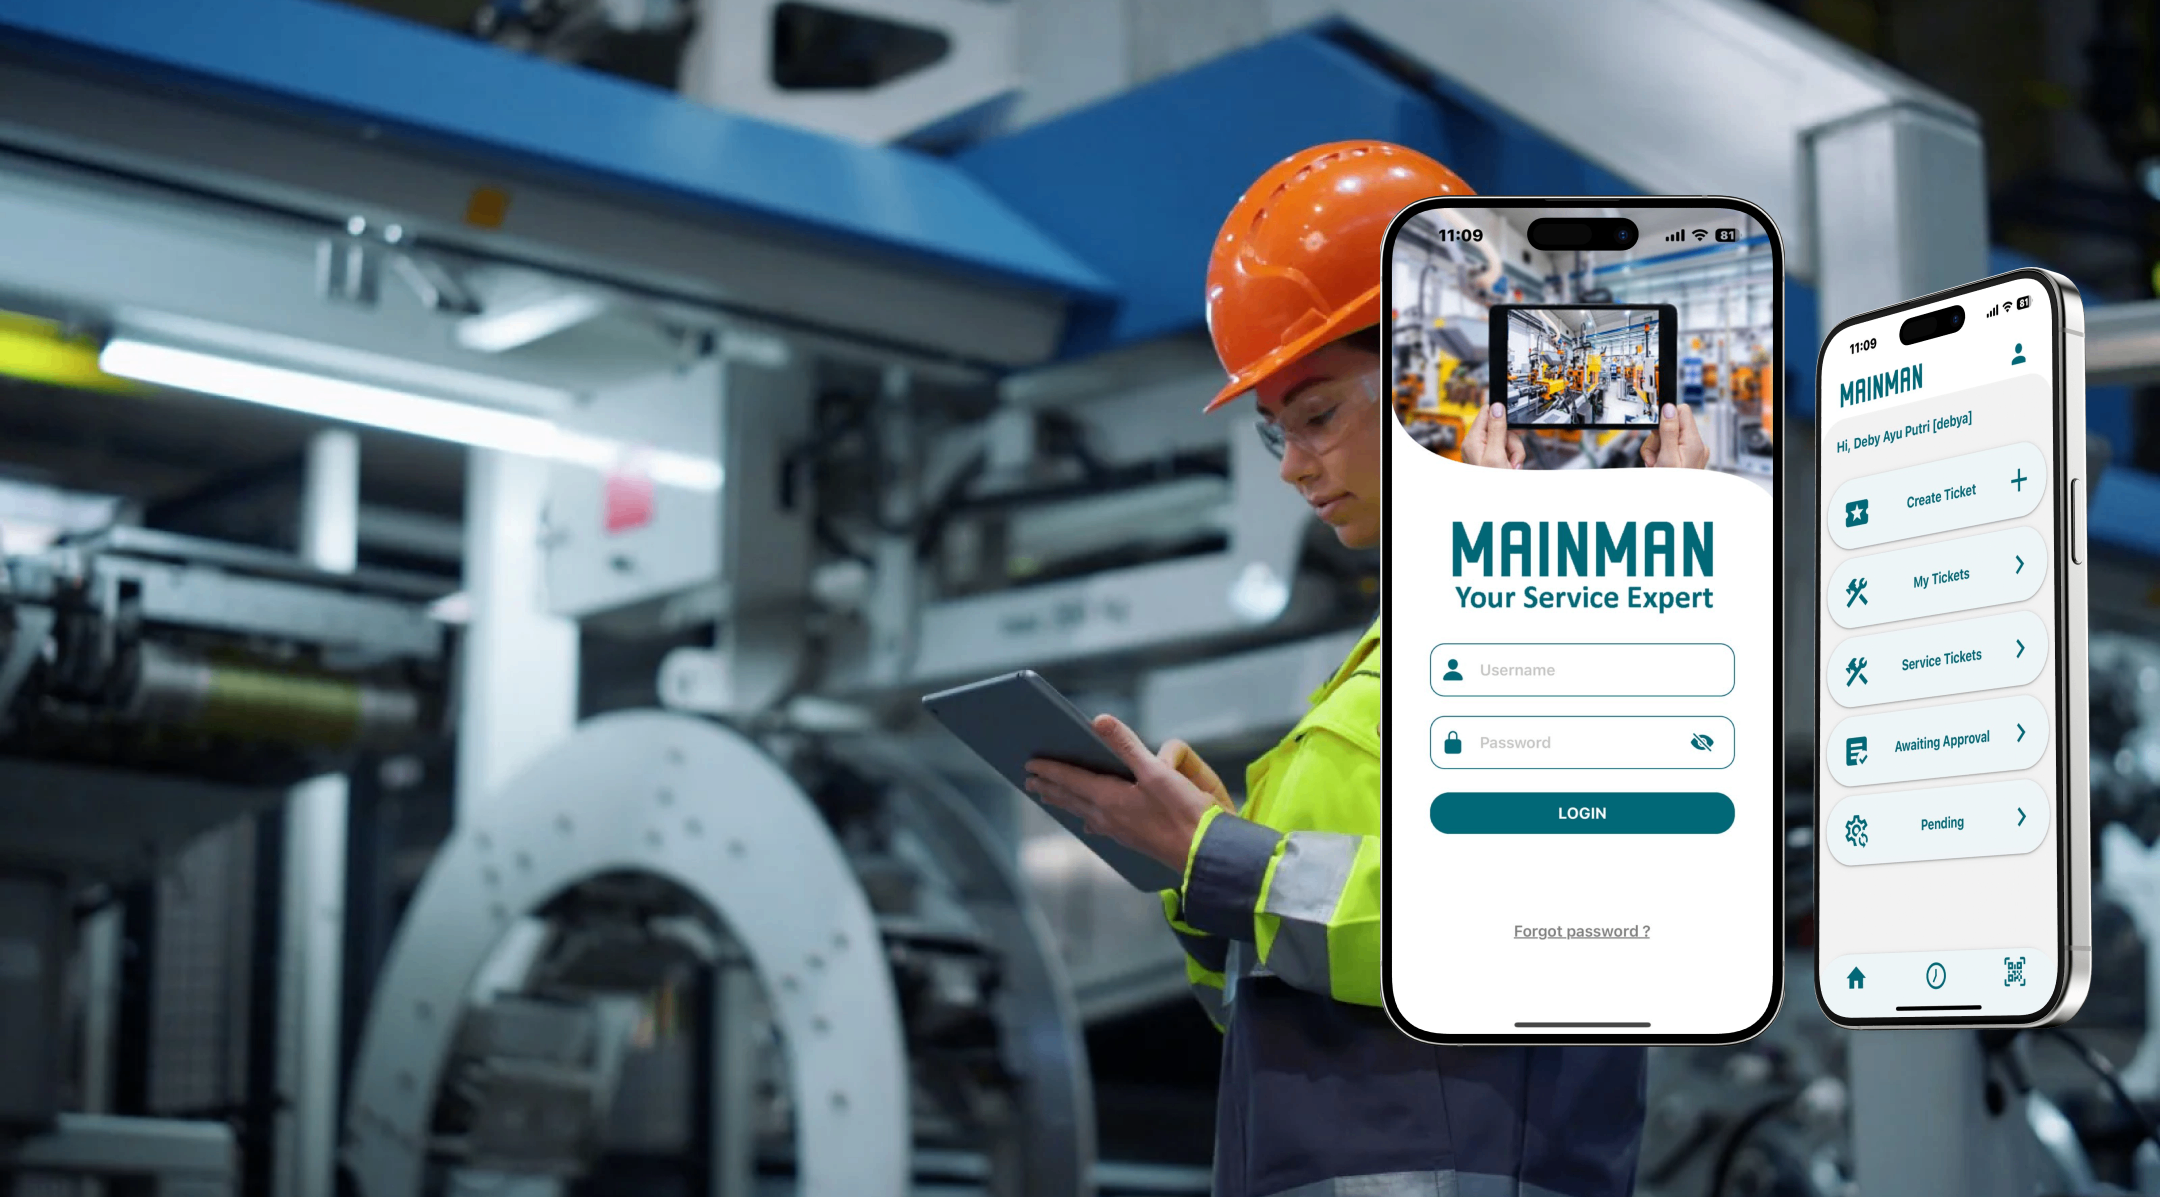 11:09
81
MAINMAN
Your Service Expert
Username
Password
LOGIN
Forgot password ?
11:09
81
MAINMAN
Hi, Deby Ayu Putri [debya]
Create Ticket
My Tickets
Service Tickets
Awaiting Approval
Pending